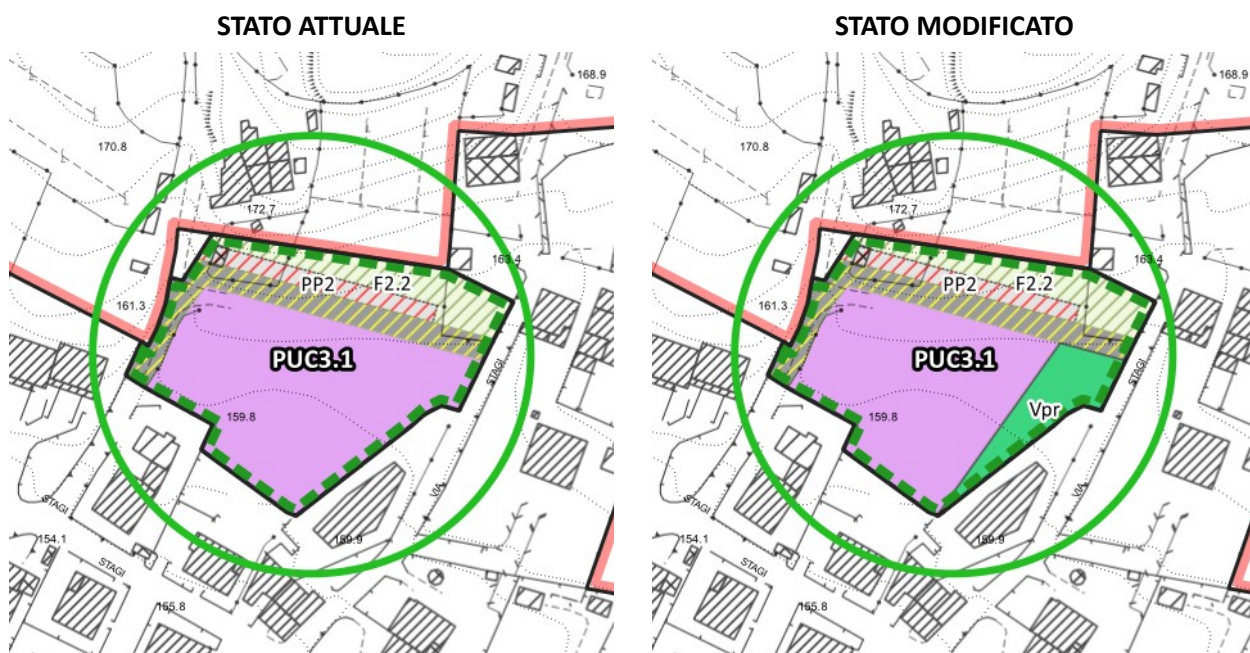 STATO ATTUALE
168.9
170.8
172.7
163.4
PP2
F2.2
161.3
PUC3.1
STAGI
159.8
VIA
STAGI
154.1
159.9
STAGI
155.8
STATO MODIFICATO
168.9
170.8
172.7
163.4
PP2
F2.2
161.3
PUC3.1
STAGI
Vpr
159.8
VIA
STAGI
154.1
159.9
STAGI
155.8